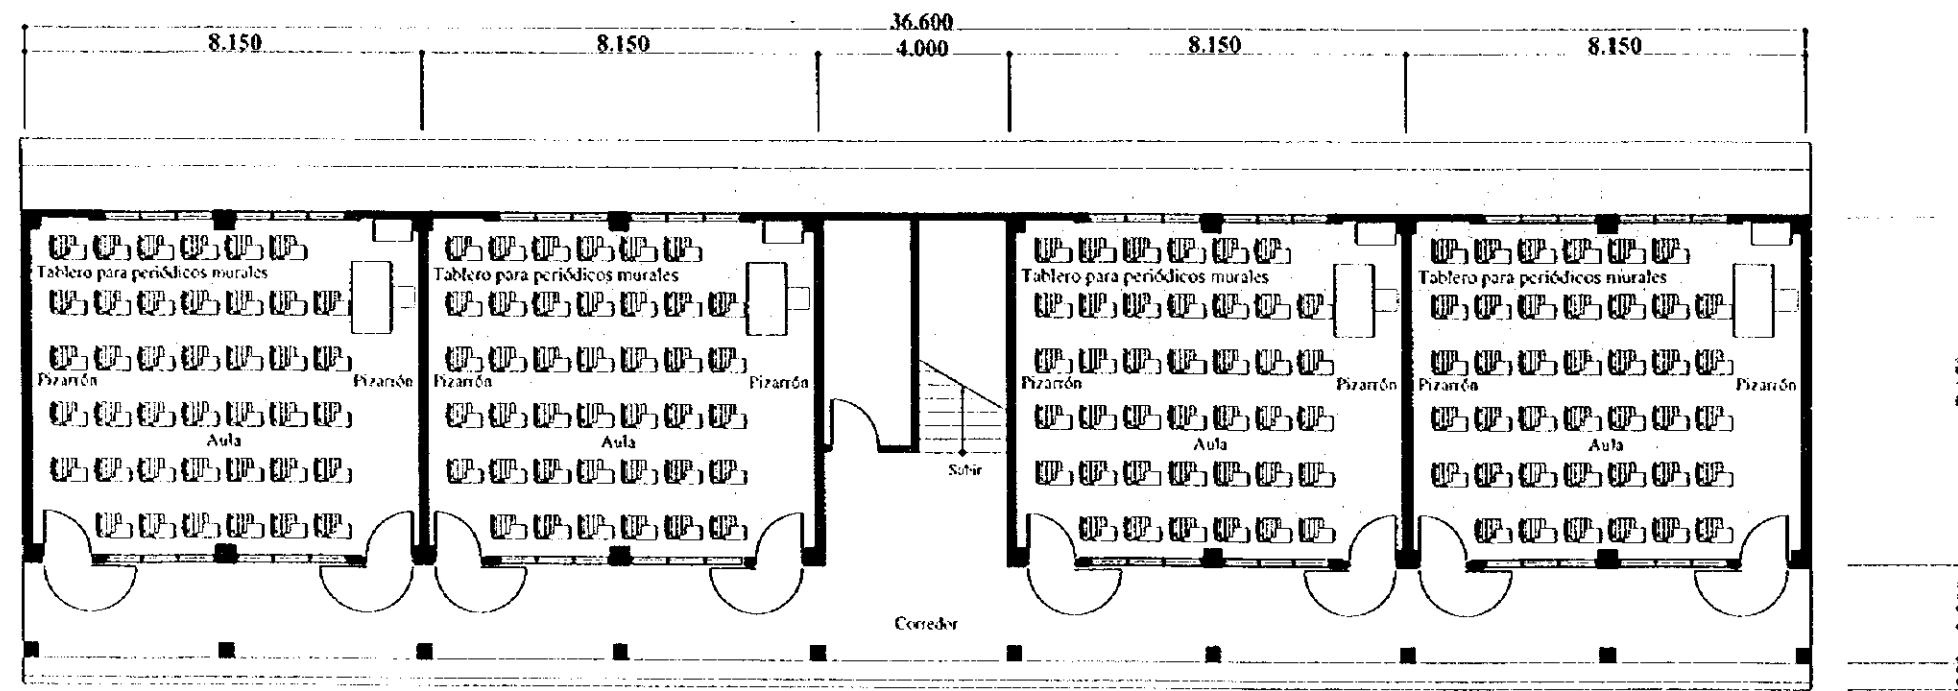 36.600
8.150 8.150 4.000 8.150 8.150
Tablero para periódicos murales Tablero para periódicos murales Tablero para periódicos murales Tablero para periódicos murales
Pizarrón Pizarrón Pizarrón Pizarrón Pizarrón Pizarrón Pizarrón Pizarrón
Aula Aula Aula Aula
Subir
Corredor